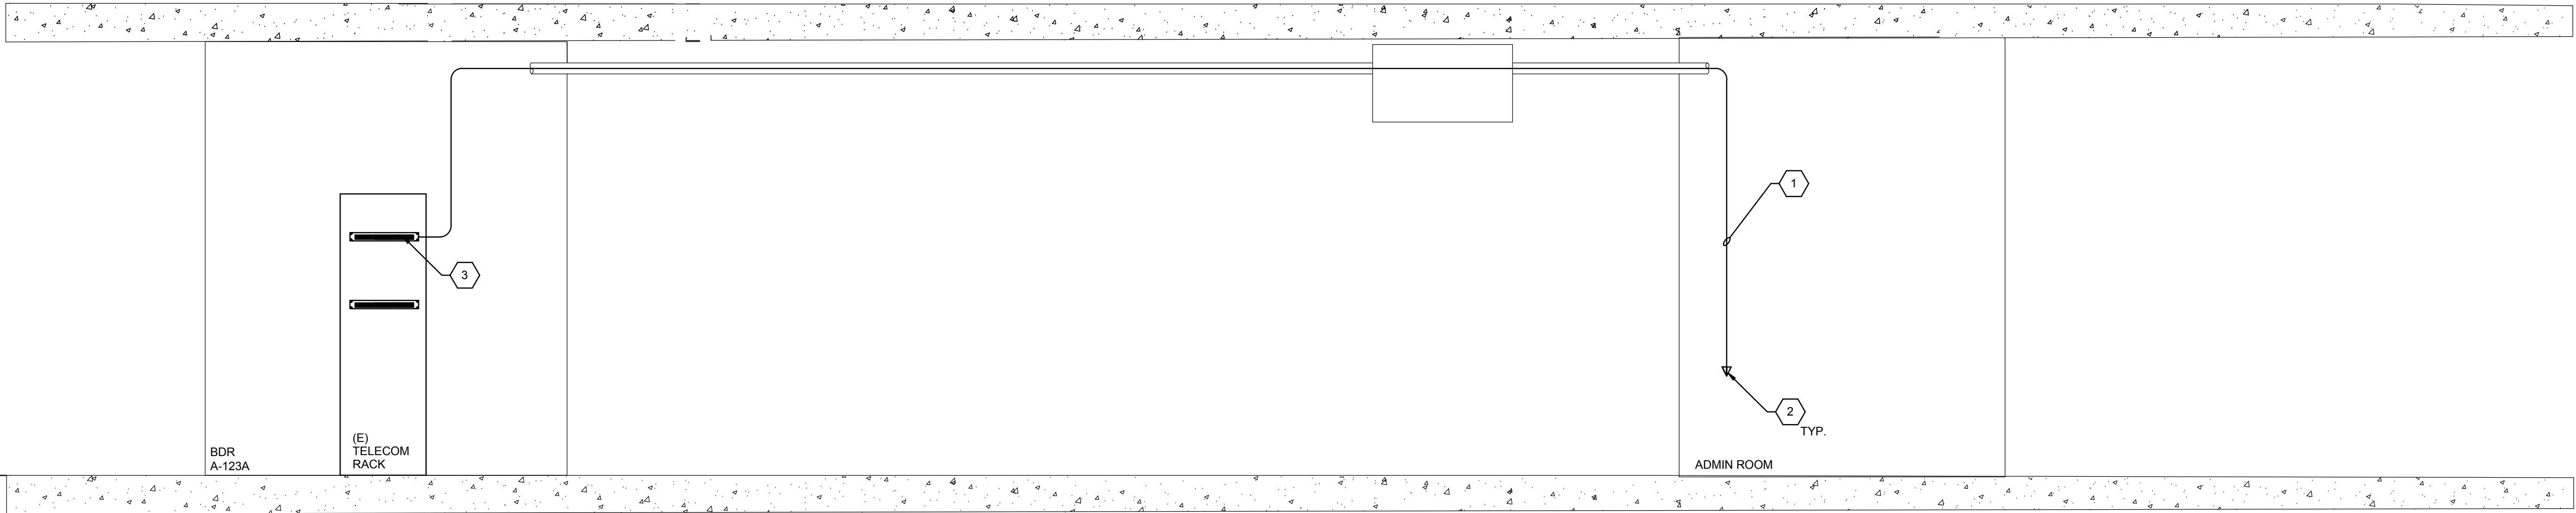 1
3
2
TYP.
(E)
TELECOM
RACK
BDR
A-123A
ADMIN ROOM